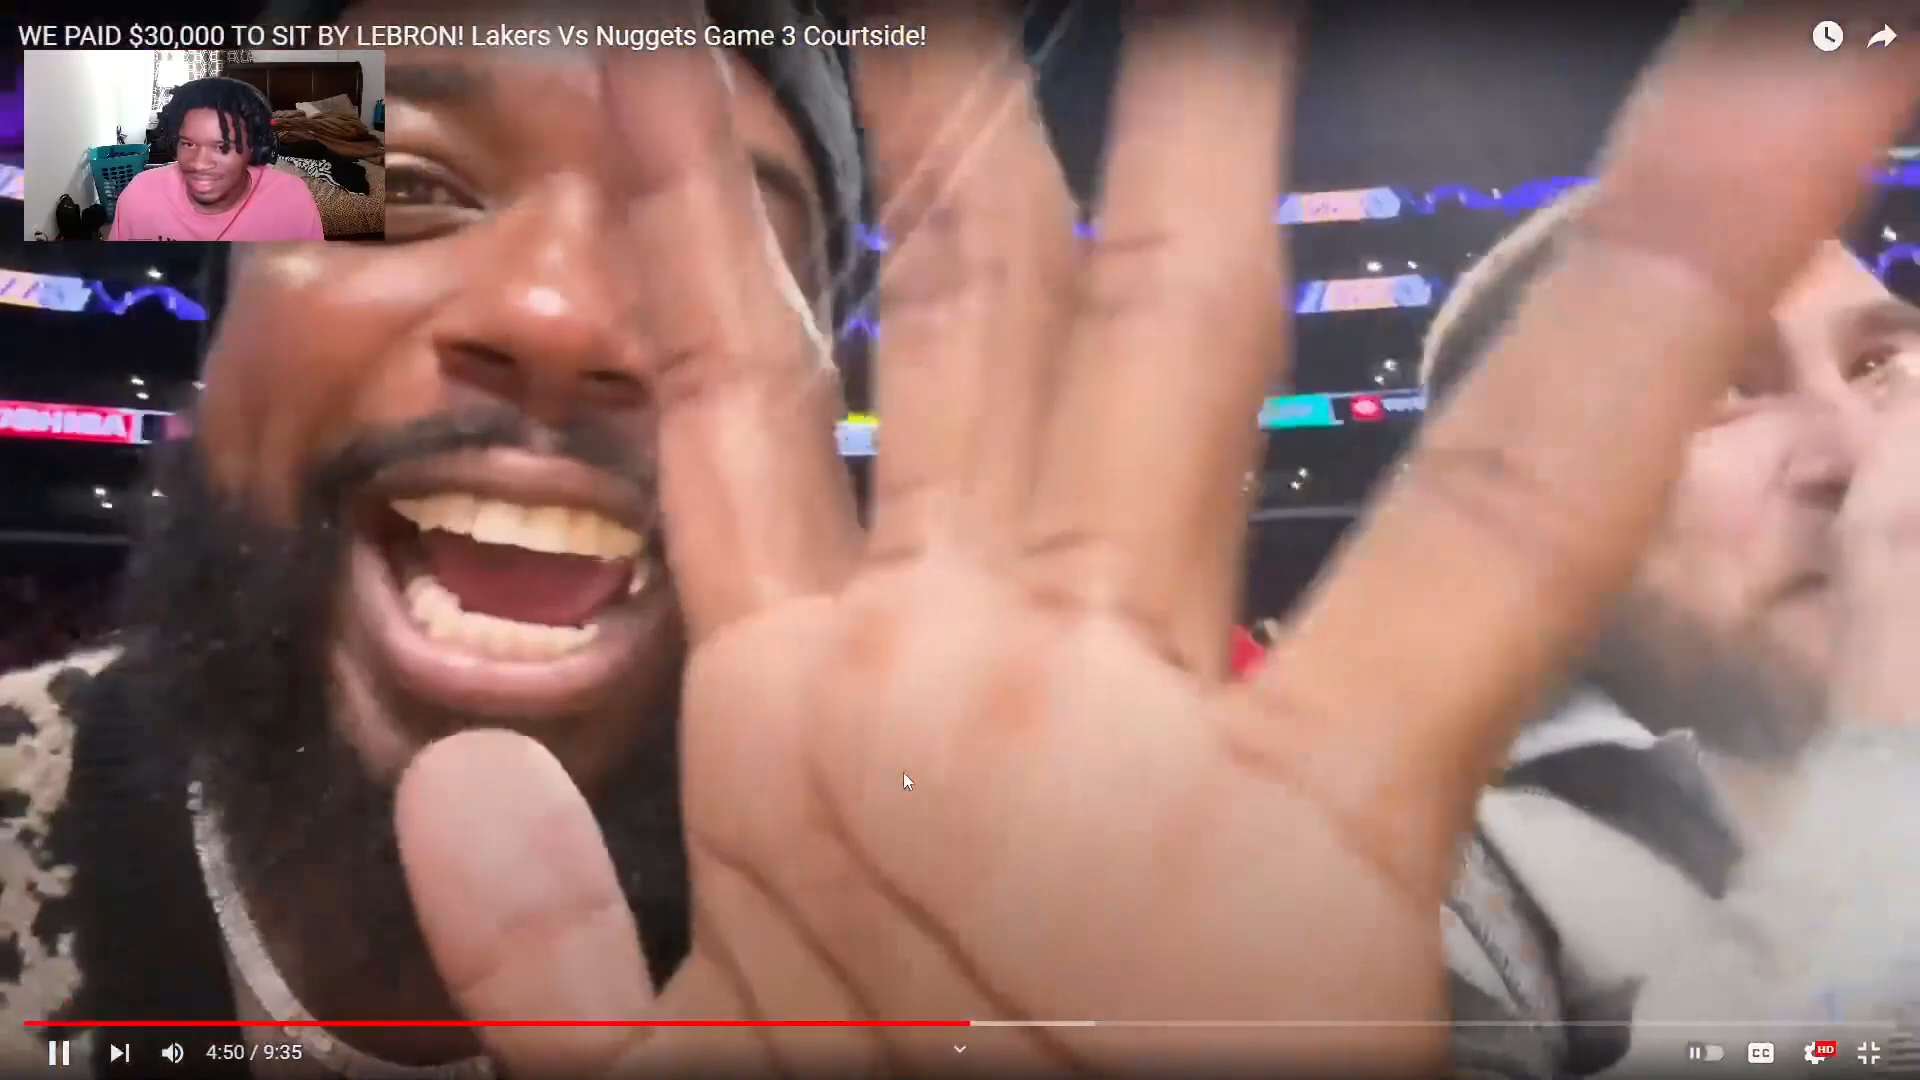 WE PAID $30,000 TO SIT BY LEBRON! Lakers Vs Nuggets Game 3 Courtside!
4:50 / 9:35
CC
HD